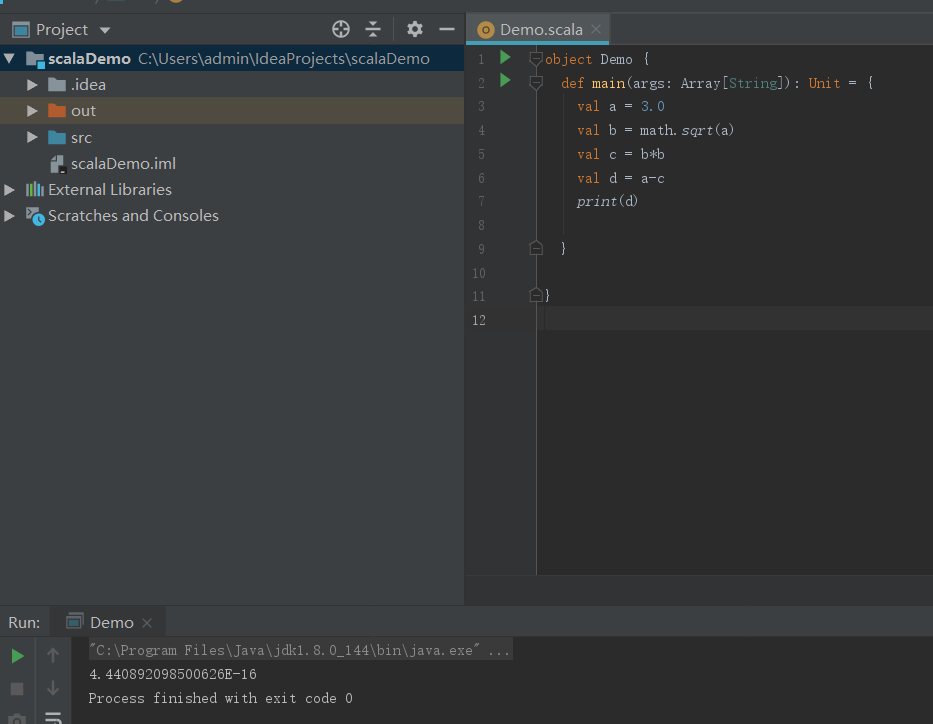 Project
Demo.scala
scalaDemo C:\Users\admin\IdeaProjects\scalaDemo
.idea
out
src
scalaDemo.iml
External Libraries
Scratches and Consoles
1 object Demo {
2 def main(args: Array[String]): Unit = {
3 val a = 3.0
4 val b = math.sqrt(a)
5 val c = b*b
6 val d = a-c
7 print(d)
8
9 }
10
11 }
12
Run: Demo
"C:\Program Files\Java\jdk1.8.0_144\bin\java.exe" ...
4.440892098500626E-16
Process finished with exit code 0